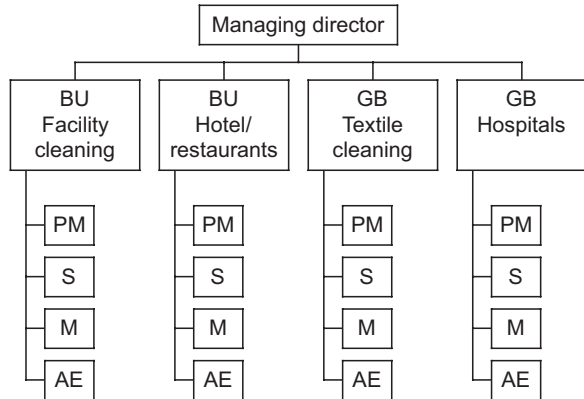 Managing director
BU
Facility
cleaning
BU
Hotel/
restaurants
GB
Textile
cleaning
GB
Hospitals
PM
S
M
AE
PM
S
M
AE
PM
S
M
AE
PM
S
M
AE